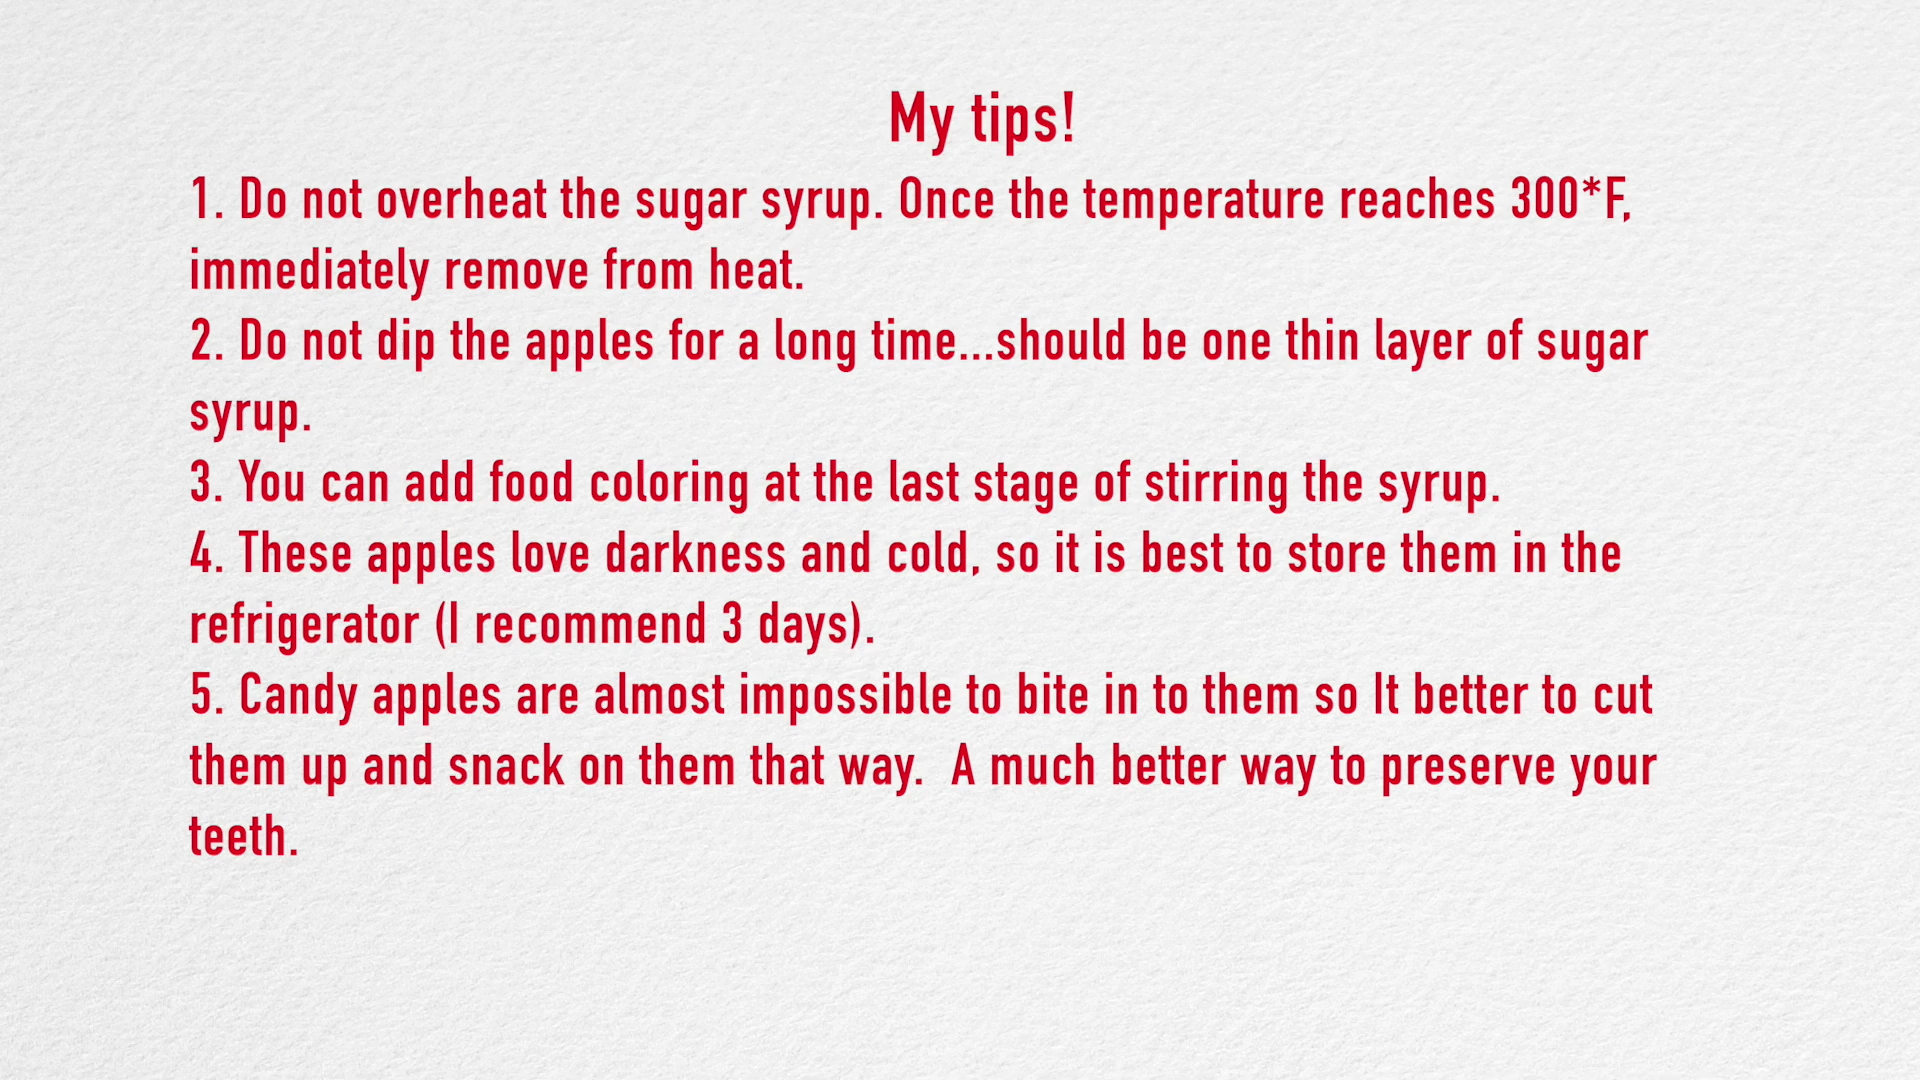 My tips!
1. Do not overheat the sugar syrup. Once the temperature reaches 300*F,
immediately remove from heat.
2. Do not dip the apples for a long time...should be one thin layer of sugar
syrup.
3. You can add food coloring at the last stage of stirring the syrup.
4. These apples love darkness and cold, so it is best to store them in the
refrigerator (I recommend 3 days).
5. Candy apples are almost impossible to bite in to them so It better to cut
them up and snack on them that way.  A much better way to preserve your
teeth.